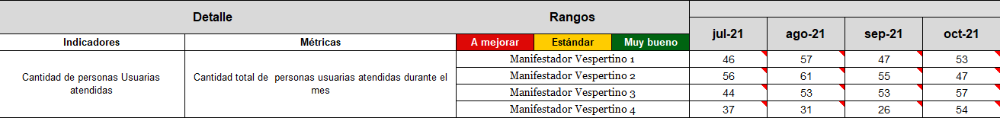 Detalle Rangos
jul-21 ago-21 sep-21 oct-21
Indicadores Métricas A mejorar Estándar Muy bueno
Cantidad de personas Usuarias
atendidas
Cantidad total de personas usuarias atendidas durante el
mes
Manifestador Vespertino 1 46 57 47 53
Manifestador Vespertino 2 56 61 55 47
Manifestador Vespertino 3 44 53 53 57
Manifestador Vespertino 4 37 31 26 54